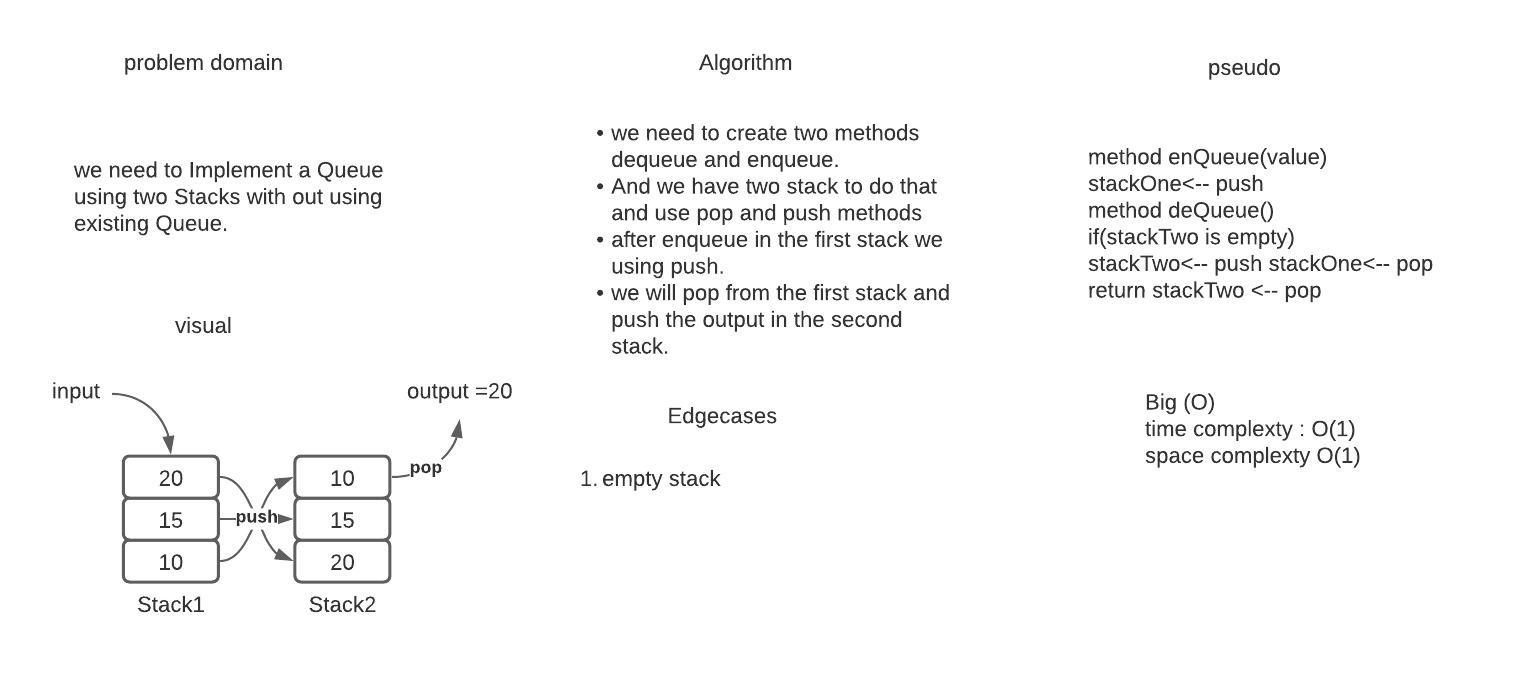 problem domain
we need to Implement a Queue
using two Stacks with out using
existing Queue.
visual
input
output =20
20
15
10
push
10
15
20
pop
Stack1
Stack2
Algorithm
• we need to create two methods
dequeue and enqueue.
• And we have two stack to do that
and use pop and push methods
• after enqueue in the first stack we
using push.
• we will pop from the first stack and
push the output in the second
stack.
Edgecases
1. empty stack
pseudo
method enQueue(value)
stackOne<-- push
method deQueue()
if(stackTwo is empty)
stackTwo<-- push stackOne<-- pop
return stackTwo <-- pop
Big (O)
time complexty : O(1)
space complexty O(1)